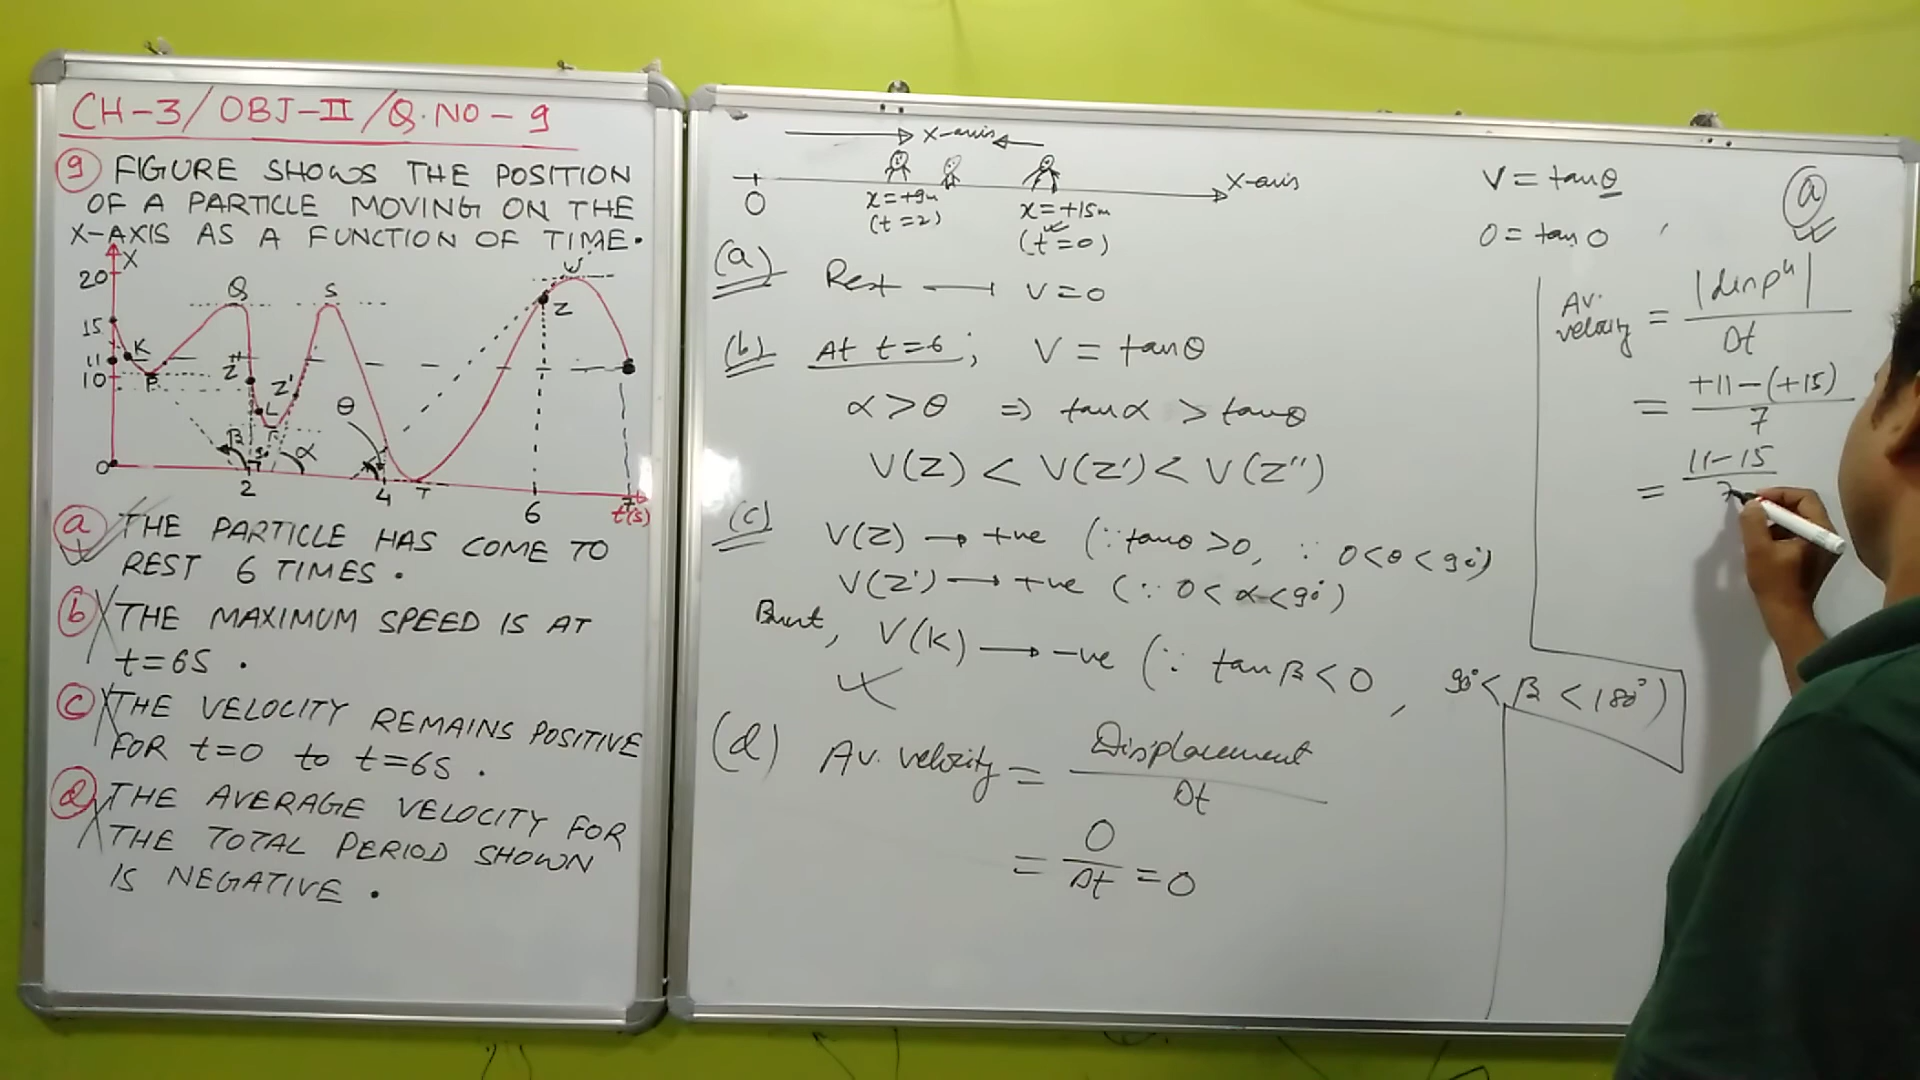 CH-3/OBJ-II/Q.NO-9
9 FIGURE SHOWS THE POSITION
OF A PARTICLE MOVING ON THE
X-AXIS AS A FUNCTION OF TIME.
X
20
15
11
10
0
K
P
Q
Z"
L
Z'
S
β
α
θ
T
Z
U
2
4
6
7
t(s)
a THE PARTICLE HAS COME TO
REST 6 TIMES.
b THE MAXIMUM SPEED IS AT
t=6S.
c THE VELOCITY REMAINS POSITIVE
FOR t=0 to t=6S.
d THE AVERAGE VELOCITY FOR
THE TOTAL PERIOD SHOWN
IS NEGATIVE.
X-axis
X-axis
0
x=+9m
(t=2)
x=+15m
(t=0)
(a) Rest → V=0
(b) At t=6; V = tanθ
α>θ ⇒ tanα > tanθ
V(Z) < V(Z') < V(Z")
(c) V(Z) → +ve (∵ tanθ>0, ∵ 0<θ<90°)
V(Z') → +ve (∵ 0<α<90°)
But, V(K) → -ve (∵ tanβ<0, 90°<β<180°)
(d) Av. velocity = Displacement
Δt
= 0
Δt = 0
V = tanθ
0 = tan 0
a
Av. velocity = |dispⁿ|
Δt
= +11-(+15)
7
= 11-15
7